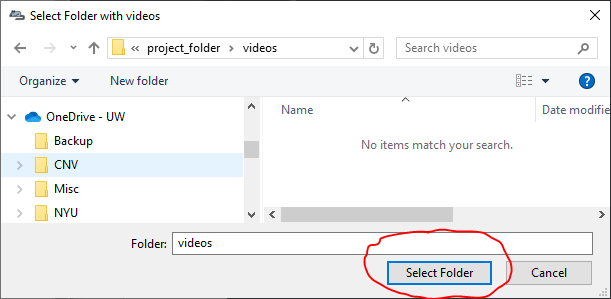 Select Folder with videos
« project_folder › videos
Search videos
Organize
New folder
?
OneDrive - UW
Backup
CNV
Misc
NYU
Name
Date modifie
No items match your search.
Folder: videos
Select Folder
Cancel